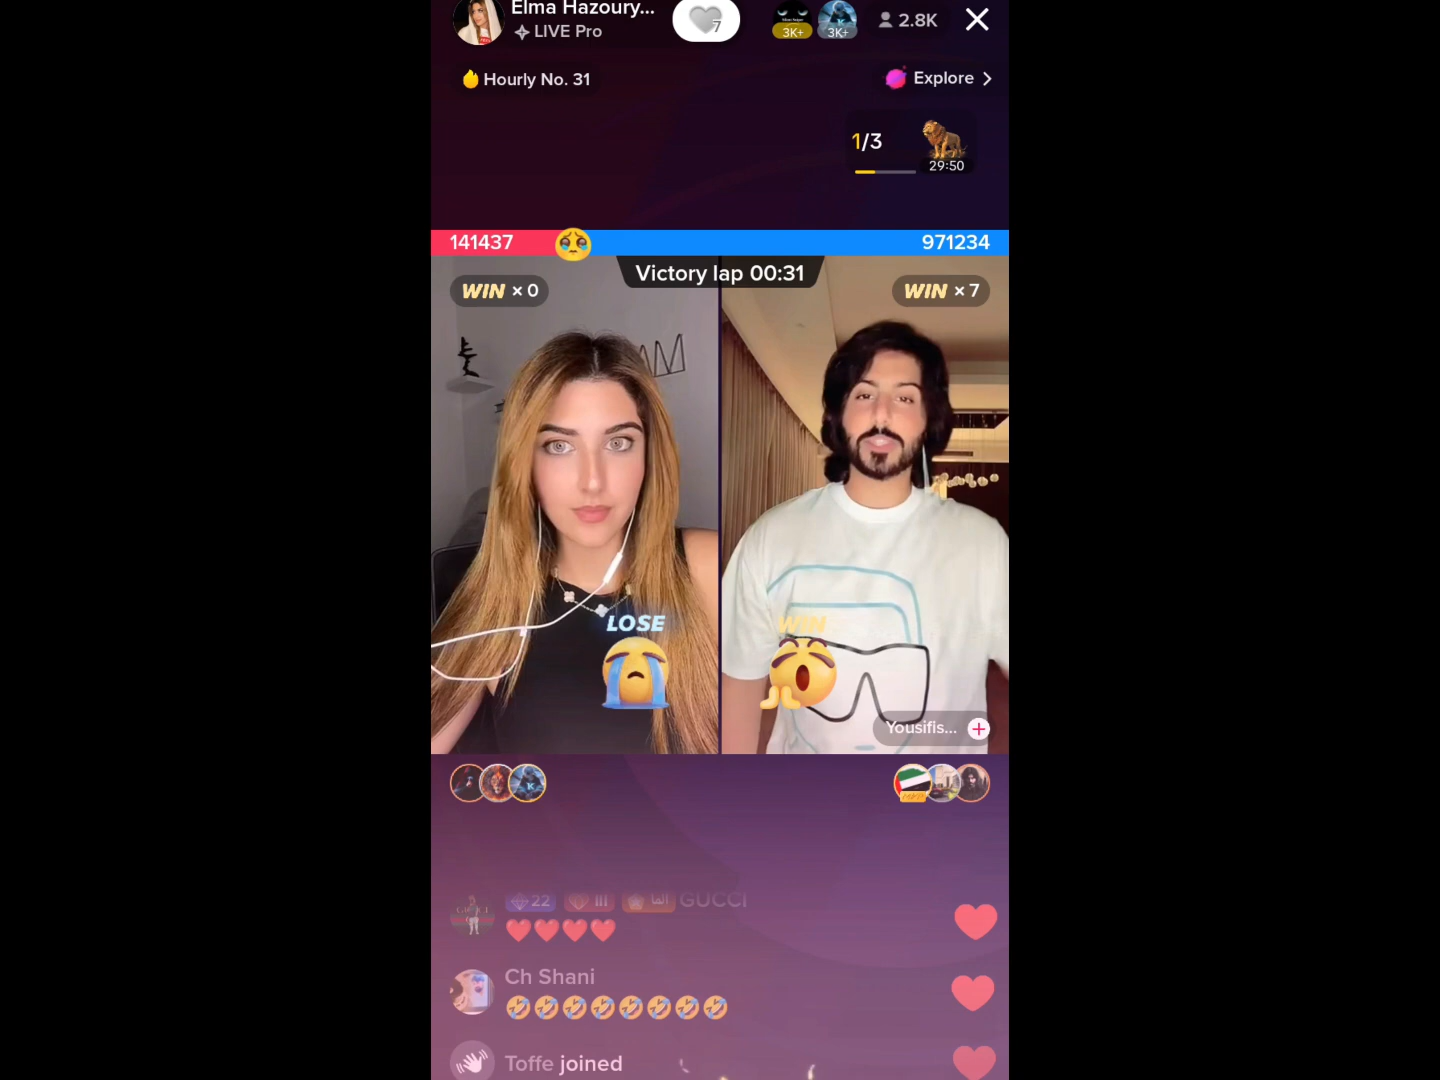 Elma Hazoury...
LIVE Pro
7
3K+
3K+
2.8K
Hourly No. 31
Explore
1/3
29:50
141437
971234
Victory lap 00:31
WIN × 0
WIN × 7
LOSE
WIN
Yousifis...
22
III
GUCCI
Ch Shani
Toffe joined